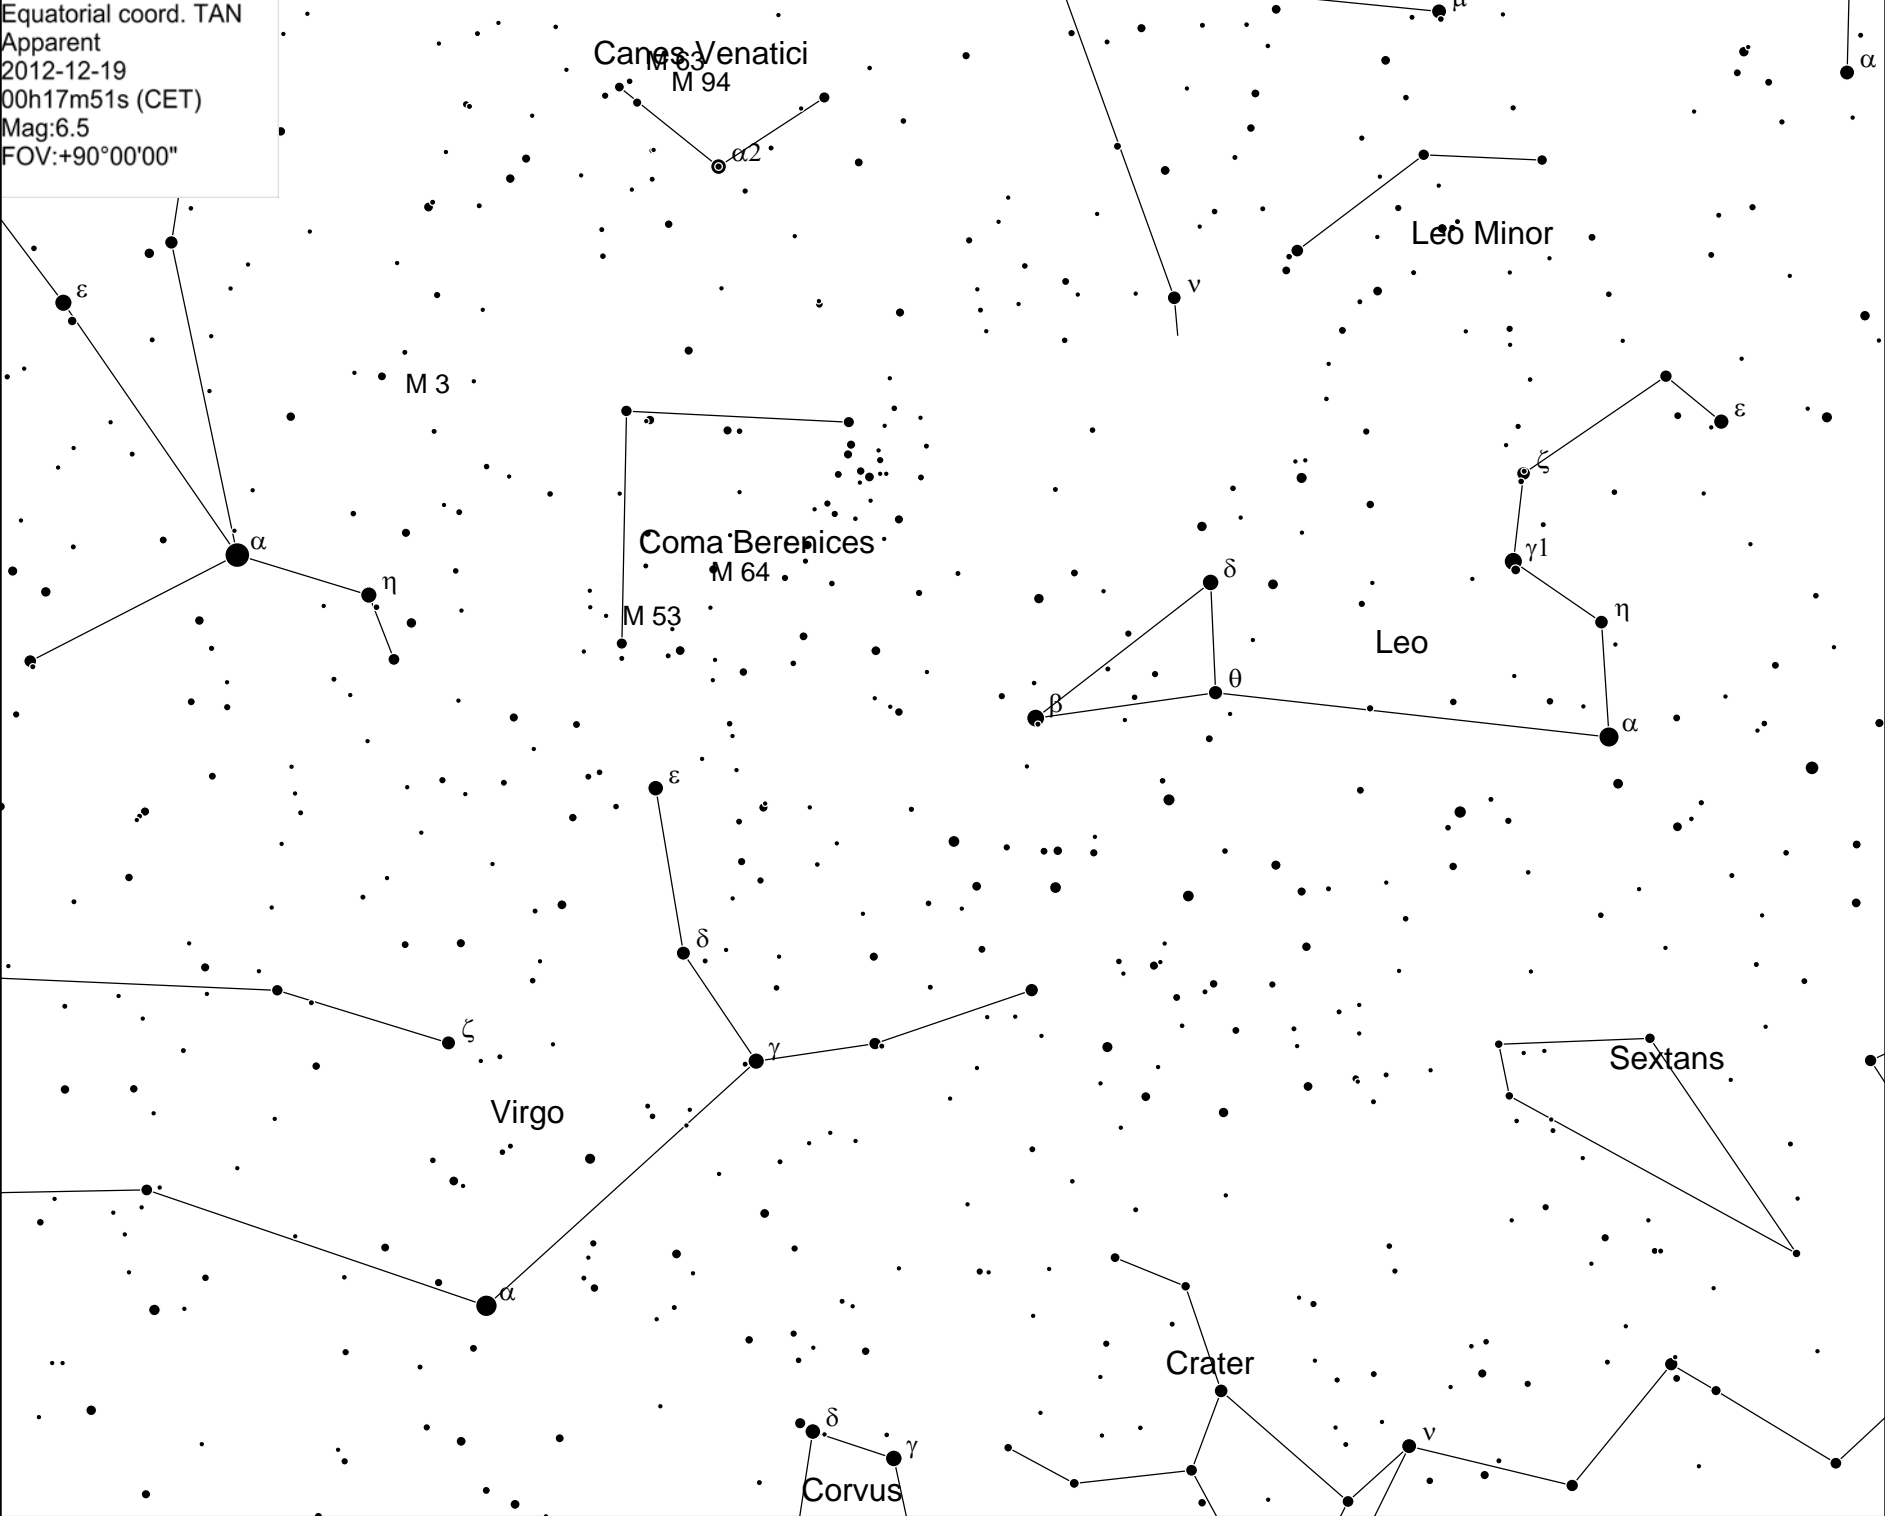 Equatorial coord. TAN
Apparent
2012-12-19
00h17m51s (CET)
Mag:6.5
FOV:+90°00'00"
μ
α
Canes Venatici
M 63
M 94
α2
Leo Minor
ε
ν
M 3
ε
ζ
α
Coma Berenices
γ1
M 64
δ
η
η
M 53
Leo
θ
β
α
ε
δ
ζ
γ
Sextans
Virgo
α
Crater
δ
γ
ν
Corvus